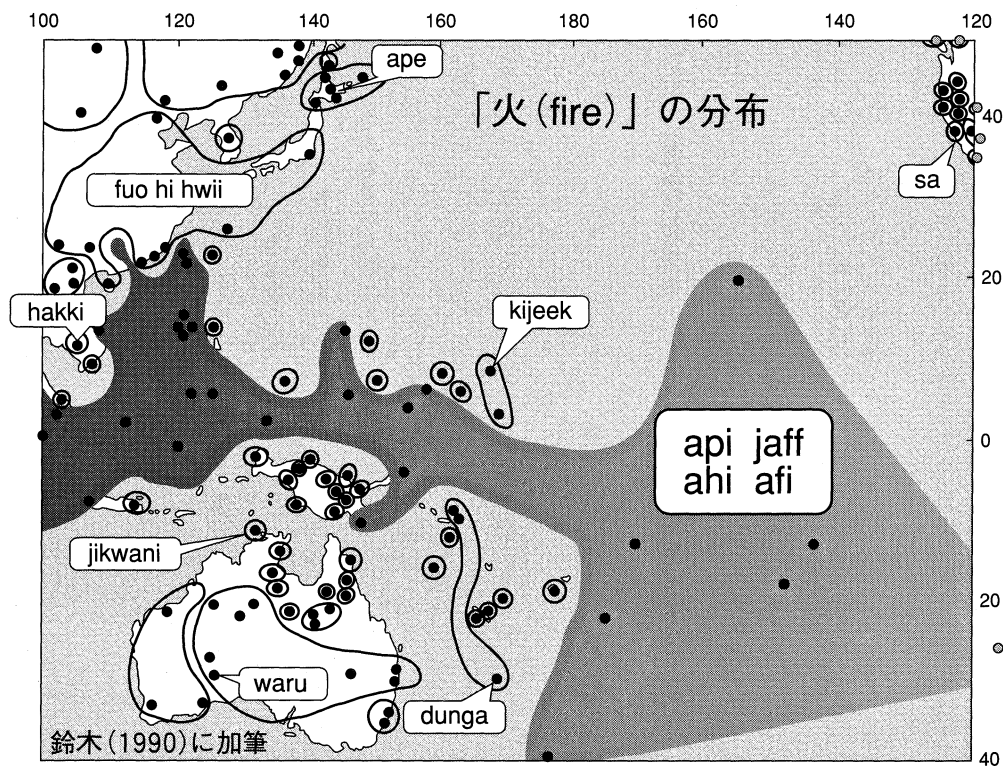 100 120 140 160 180 160 140 120
ape
「火(fire)」の分布
40
sa
fuo hi hwii
20
hakki
kijeek
0
api jaff
ahi afi
jikwani
20
waru
dunga
鈴木(1990)に加筆
40